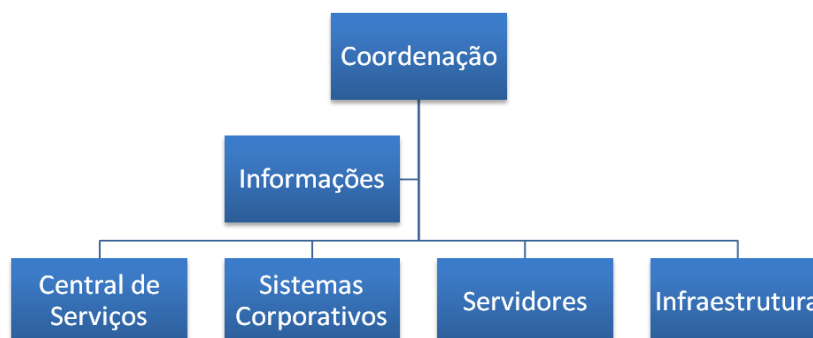 Coordenação
Informações
Central de
Serviços
Sistemas
Corporativos
Servidores
Infraestrutura